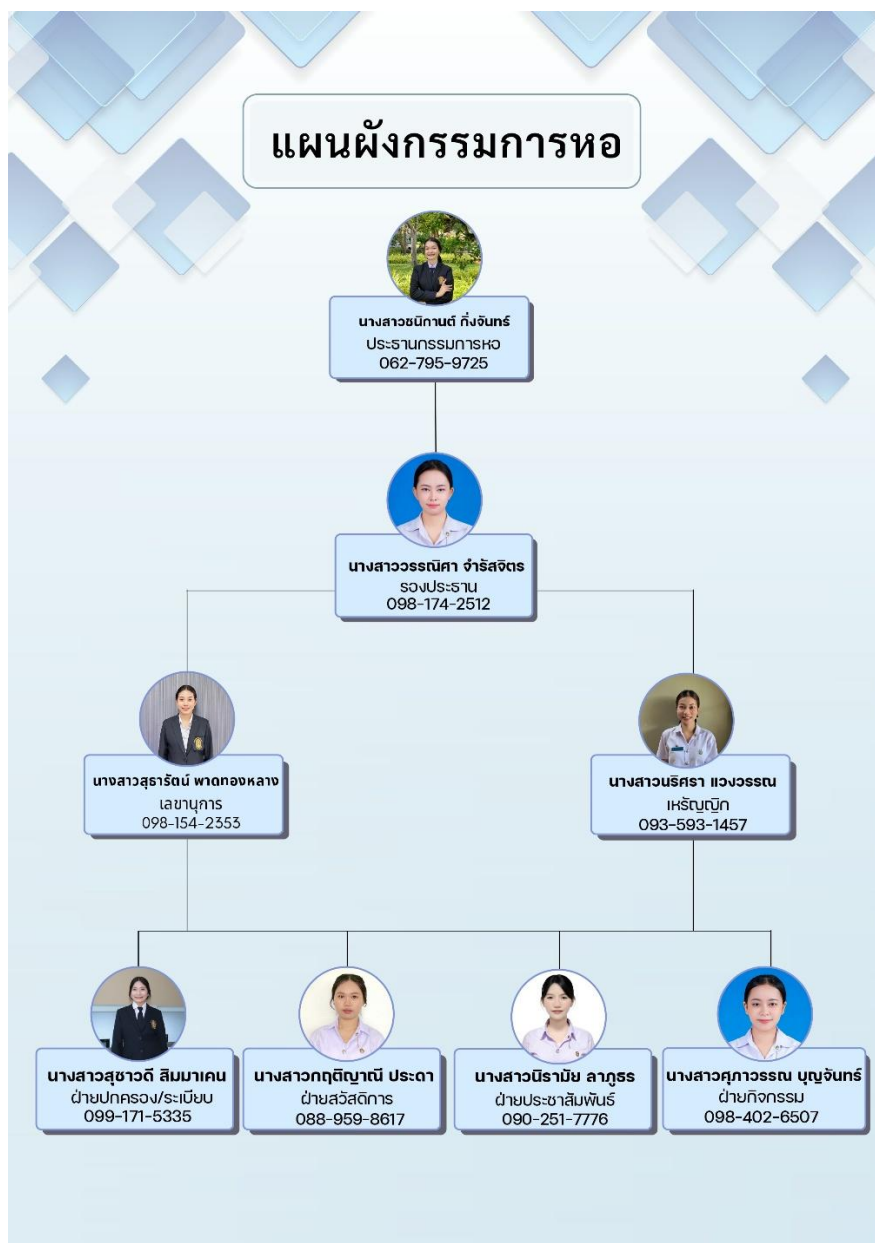 แผนผังกรรมการหอ
นางสาวชนิกานต์ กิ่งจันทร์
ประธานกรรมการหอ
062-795-9725
นางสาววรรณิศา จำรัสจิตร
รองประธาน
098-174-2512
นางสาวสุธารัตน์ พาดทองหลาง
เลขานุการ
098-154-2353
นางสาวนริศรา แวงวรรณ
เหรัญญิก
093-593-1457
นางสาวสุชาวดี สิมมาเคน
ฝ่ายปกครอง/ระเบียบ
099-171-5335
นางสาวกฤติญาณี ประดา
ฝ่ายสวัสดิการ
088-959-8617
นางสาวนิรามัย ลาภูธร
ฝ่ายประชาสัมพันธ์
090-251-7776
นางสาวศุภาวรรณ บุญจันทร์
ฝ่ายกิจกรรม
098-402-6507